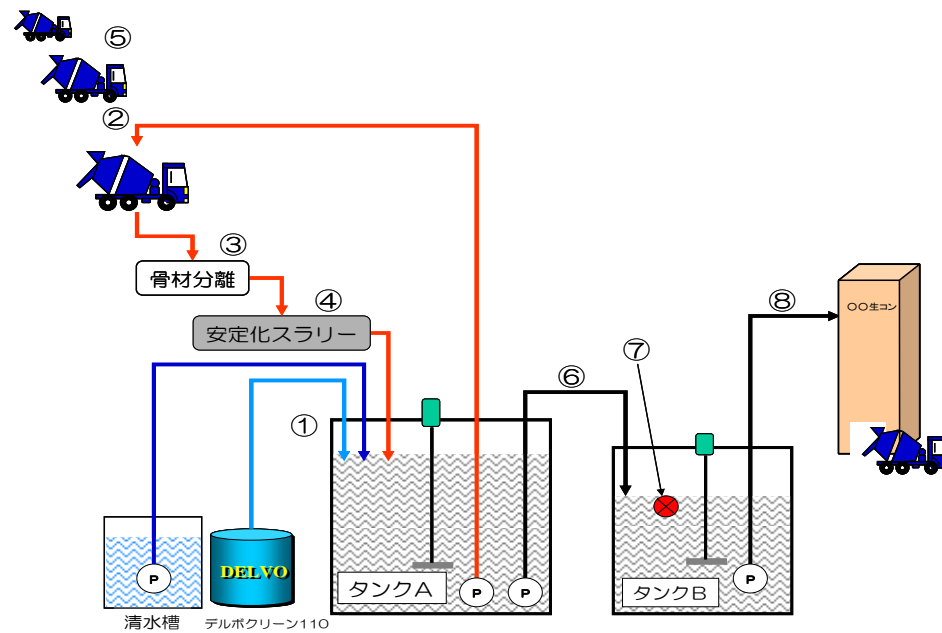 ⑤
②
③
骨材分離
④
安定化スラリー
⑧
〇〇生コン
⑦
⑥
①
P
DELVO
タンクA
P
P
タンクB
P
清水槽
デルボクリーン110